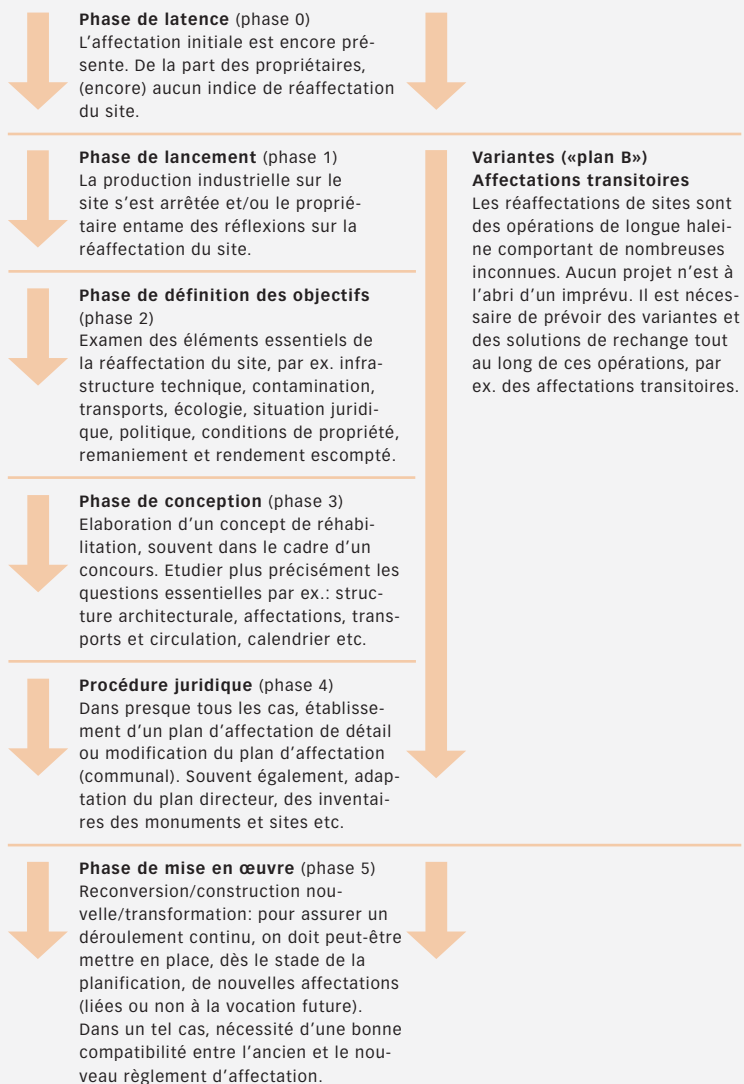 Phase de latence (phase 0)
L’affectation initiale est encore pré-
sente. De la part des propriétaires,
(encore) aucun indice de réaffectation
du site.
Phase de lancement (phase 1)
La production industrielle sur le
site s’est arrêtée et/ou le proprié-
taire entame des réflexions sur la
réaffectation du site.
Phase de définition des objectifs
(phase 2)
Examen des éléments essentiels de
la réaffectation du site, par ex. infra-
structure technique, contamination,
transports, écologie, situation juridi-
que, politique, conditions de propriété,
remaniement et rendement escompté.
Phase de conception (phase 3)
Elaboration d’un concept de réhabi-
litation, souvent dans le cadre d’un
concours. Etudier plus précisément les
questions essentielles par ex.: struc-
ture architecturale, affectations, trans-
ports et circulation, calendrier etc.
Procédure juridique (phase 4)
Dans presque tous les cas, établisse-
ment d’un plan d’affectation de détail
ou modification du plan d’affectation
(communal). Souvent également, adap-
tation du plan directeur, des inventai-
res des monuments et sites etc.
Variantes («plan B»)
Affectations transitoires
Les réaffectations de sites sont
des opérations de longue halei-
ne comportant de nombreuses
inconnues. Aucun projet n’est à
l’abri d’un imprévu. Il est néces-
saire de prévoir des variantes et
des solutions de rechange tout
au long de ces opérations, par
ex. des affectations transitoires.
Phase de mise en œuvre (phase 5)
Reconversion/construction nou-
velle/transformation: pour assurer un
déroulement continu, on doit peut-être
mettre en place, dès le stade de la
planification, de nouvelles affectations
(liées ou non à la vocation future).
Dans un tel cas, nécessité d’une bonne
compatibilité entre l’ancien et le nou-
veau règlement d’affectation.